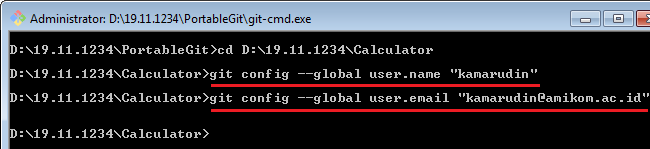 Administrator: D:\19.11.1234\PortableGit\git-cmd.exe
D:\19.11.1234\PortableGit>cd D:\19.11.1234\Calculator
D:\19.11.1234\Calculator>git config --global user.name "kamarudin"
D:\19.11.1234\Calculator>git config --global user.email "kamarudin@amikom.ac.id"
D:\19.11.1234\Calculator>